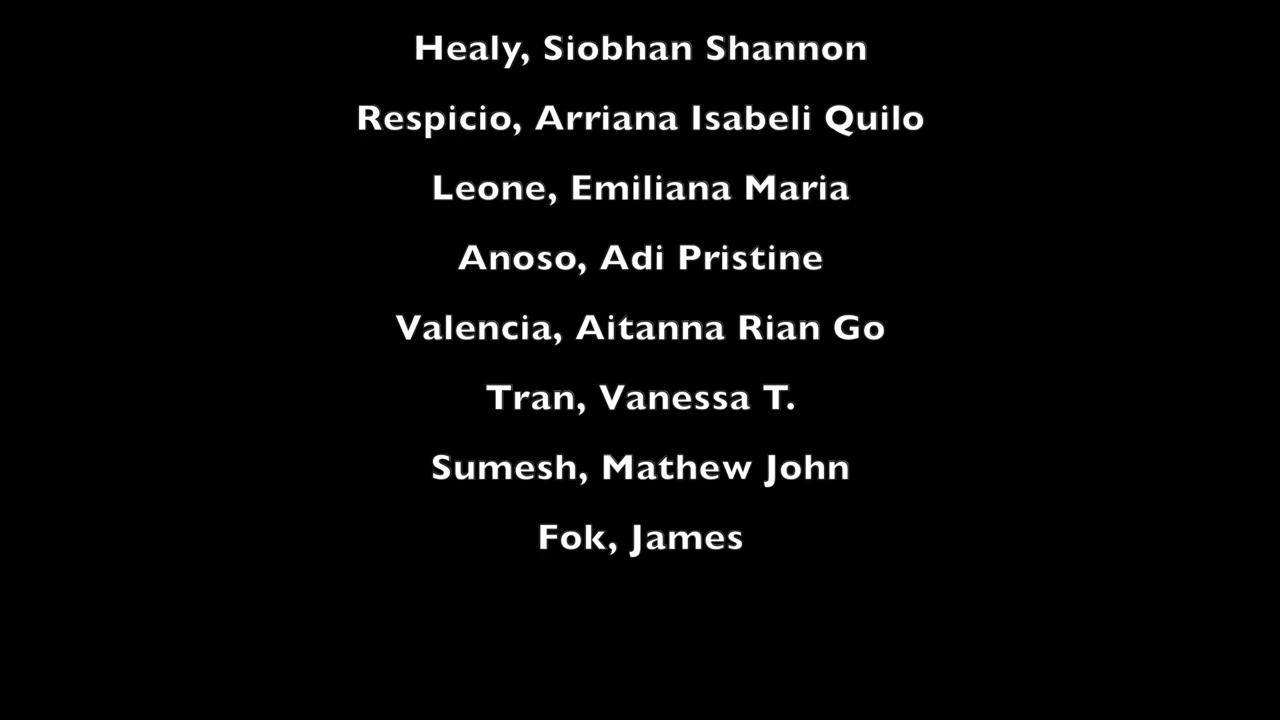 Healy, Siobhan Shannon
Respicio, Arriana Isabeli Quilo
Leone, Emiliana Maria
Anoso, Adi Pristine
Valencia, Aitanna Rian Go
Tran, Vanessa T.
Sumesh, Mathew John
Fok, James